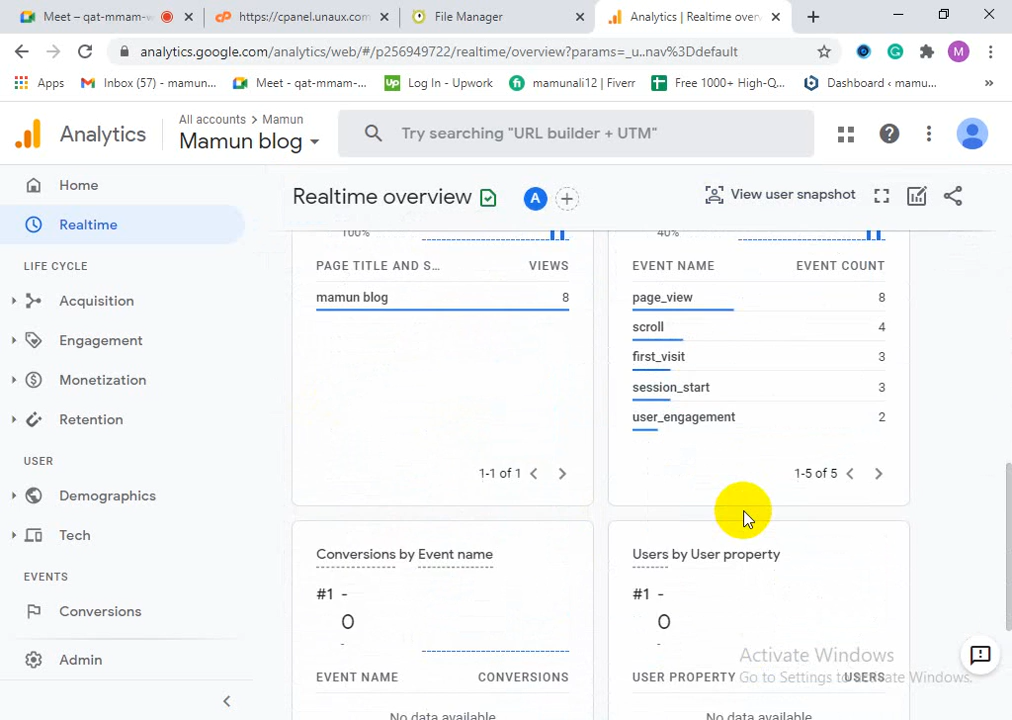 Meet – qat-mmam-w
https://cpanel.unaux.com/
File Manager
Analytics | Realtime over
analytics.google.com/analytics/web/#/p256949722/realtime/overview?params=_u..nav%3Ddefault
M
Apps
Inbox (97) - mamun...
Meet - qat-mmam-...
Up
Log In - Upwork
mamunali12 | Fiverr
Free 1000+ High-Q...
Dashboard ‹ mamu...
»
Analytics
All accounts > Mamun
Mamun blog
Try searching "URL builder + UTM"
Home
Realtime
LIFE CYCLE
Acquisition
Engagement
Monetization
Retention
USER
Demographics
Tech
EVENTS
Conversions
Admin
Realtime overview
A
View user snapshot
100%
PAGE TITLE AND S... VIEWS
mamun blog 8
1-1 of 1
40%
EVENT NAME EVENT COUNT
page_view 8
scroll 4
first_visit 3
session_start 3
user_engagement 2
1-5 of 5
Conversions by Event name
#1 -
0
-
EVENT NAME CONVERSIONS
No data available
Users by User property
#1 -
0
-
USER PROPERTY USERS
No data available
Activate Windows
Go to Settings to activate Windows.